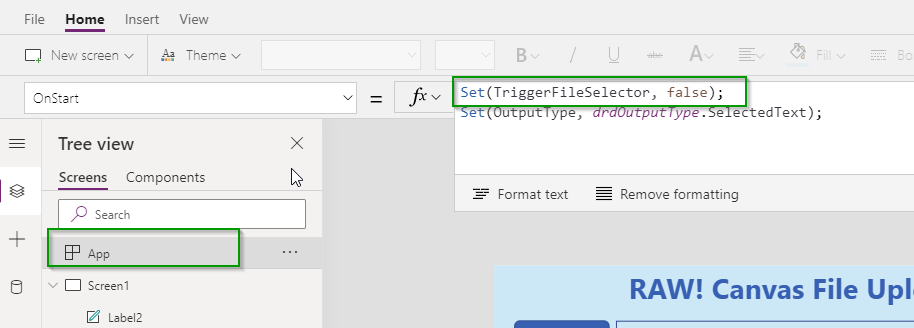 File Home Insert View
New screen Theme B / U abc A Fill Bo
OnStart = fx Set(TriggerFileSelector, false);
Set(OutputType, drdOutputType.SelectedText);
Tree view
Screens Components
Format text Remove formatting
Search
App ...
Screen1
RAW! Canvas File Uplo
Label2